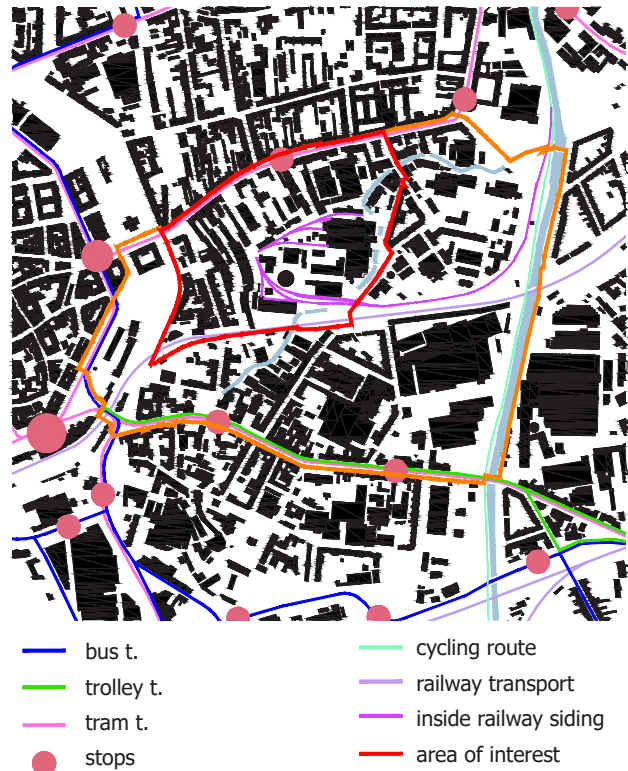 bus t.
trolley t.
tram t.
stops
cycling route
railway transport
inside railway siding
area of interest